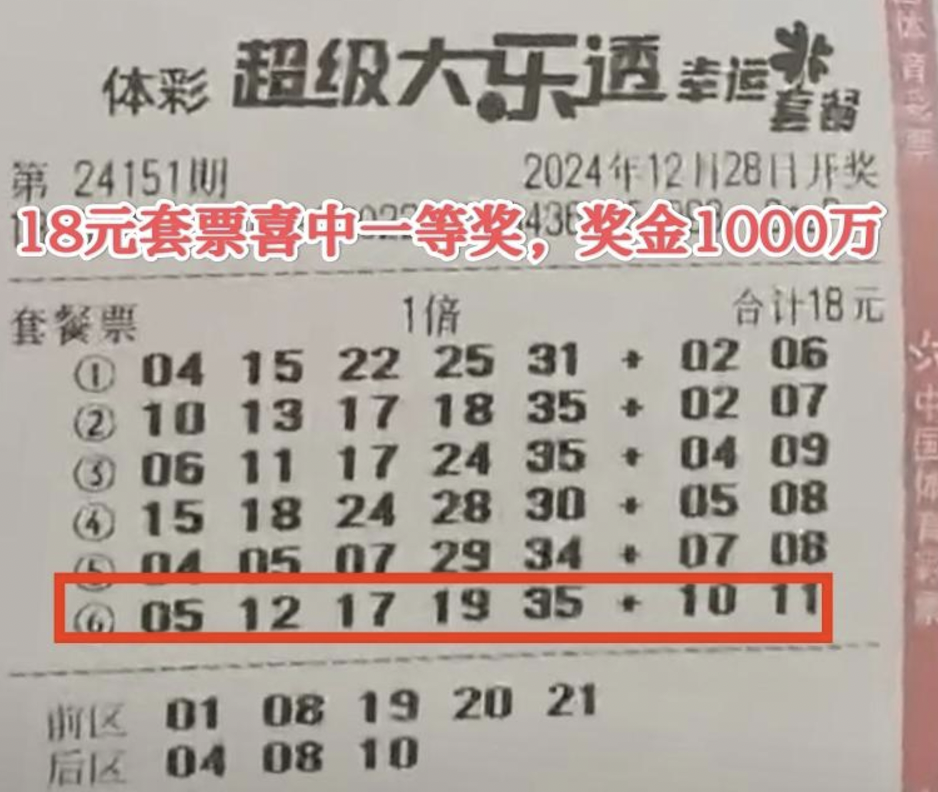 体彩 超级大乐透 幸运 套餐
第 24151期 2024年12月28日开奖
18元套票喜中一等奖，奖金1000万
套餐票 1倍 合计18元
① 04 15 22 25 31 + 02 06
② 10 13 17 18 35 + 02 07
③ 06 11 17 24 35 + 04 09
④ 15 18 24 28 30 + 05 08
⑤ 04 05 07 29 34 + 07 08
⑥ 05 12 17 19 35 + 10 11
前区 01 08 19 20 21
后区 04 08 10
体育彩票
中国体育彩票